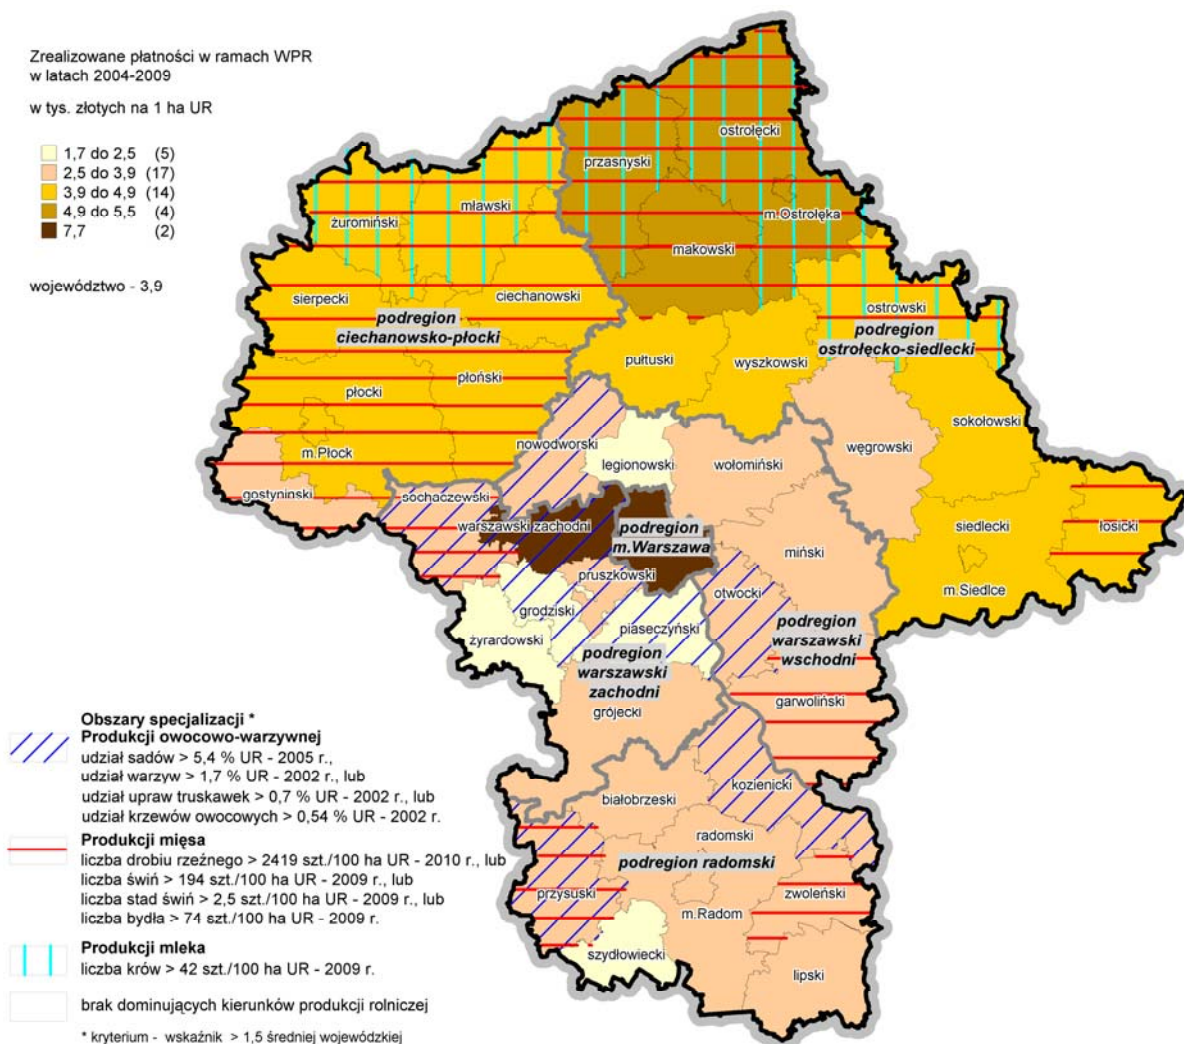 Zrealizowane płatności w ramach WPR
w latach 2004-2009
w tys. złotych na 1 ha UR
1,7 do 2,5 (5)
2,5 do 3,9 (17)
3,9 do 4,9 (14)
4,9 do 5,5 (4)
7,7 (2)
województwo - 3,9
ostrołęcki
przasnyski
m.Ostrołęka
mławski
żuromiński
makowski
sierpecki
ciechanowski
podregion
ciechanowsko-płocki
ostrowski
podregion
ostrołęcko-siedlecki
pułtuski
wyszkowski
płocki
płoński
sokołowski
węgrowski
m.Płock
nowodworski
legionowski
wołomiński
gostyniński
sochaczewski
warszawski zachodni
podregion
m.Warszawa
siedlecki
łosicki
miński
m.Siedlce
pruszkowski
otwocki
grodziski
piaseczyński
żyrardowski
podregion
warszawski
wschodni
podregion
warszawski
zachodni
garwoliński
grójecki
kozienicki
białobrzeski
radomski
podregion radomski
przysuski
zwoleński
m.Radom
szydłowiecki
lipski
Obszary specjalizacji *
Produkcji owocowo-warzywnej
udział sadów > 5,4 % UR - 2005 r.,
udział warzyw > 1,7 % UR - 2002 r., lub
udział upraw truskawek > 0,7 % UR - 2002 r., lub
udział krzewów owocowych > 0,54 % UR - 2002 r.
Produkcji mięsa
liczba drobiu rzeźnego > 2419 szt./100 ha UR - 2010 r., lub
liczba świń > 194 szt./100 ha UR - 2009 r., lub
liczba stad świń > 2,5 szt./100 ha UR - 2009 r., lub
liczba bydła > 74 szt./100 ha UR - 2009 r.
Produkcji mleka
liczba krów > 42 szt./100 ha UR - 2009 r.
brak dominujących kierunków produkcji rolniczej
* kryterium - wskaźnik > 1,5 średniej wojewódzkiej